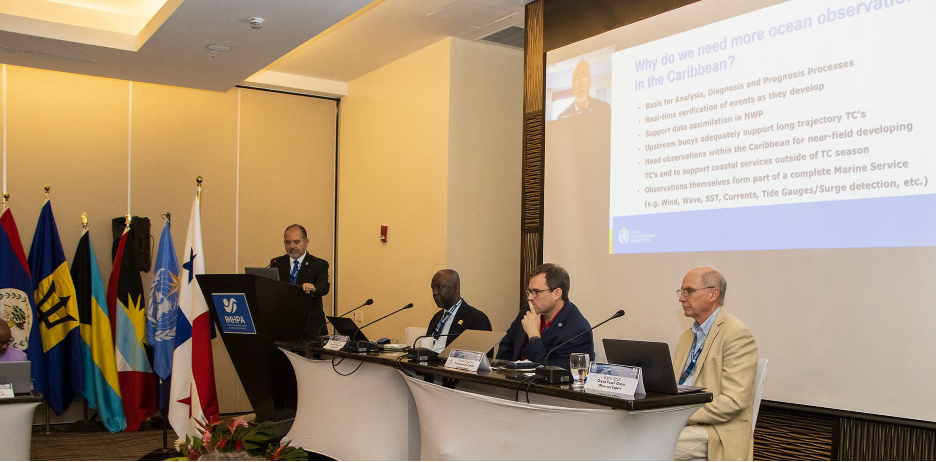 Why do we need more ocean observation
in the Caribbean?
• Basis for Analysis, Diagnosis and Prognosis Processes
• Real-time verification of events as they develop
• Support data assimilation in NWP
• Upstream buoys adequately support long trajectory TC's
• Need observations within the Caribbean for near-field developing
TC's and to support coastal services outside of TC season
• Observations themselves form part of a complete Marine Service
(e.g. Wind, Wave, SST, Currents, Tide Gauges/Surge detection, etc.)
IMHPA